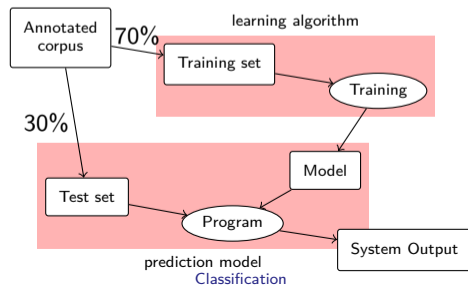 learning algorithm
Annotated
corpus
70%
Training set
Training
30%
Model
Test set
Program
System Output
prediction model
Classification